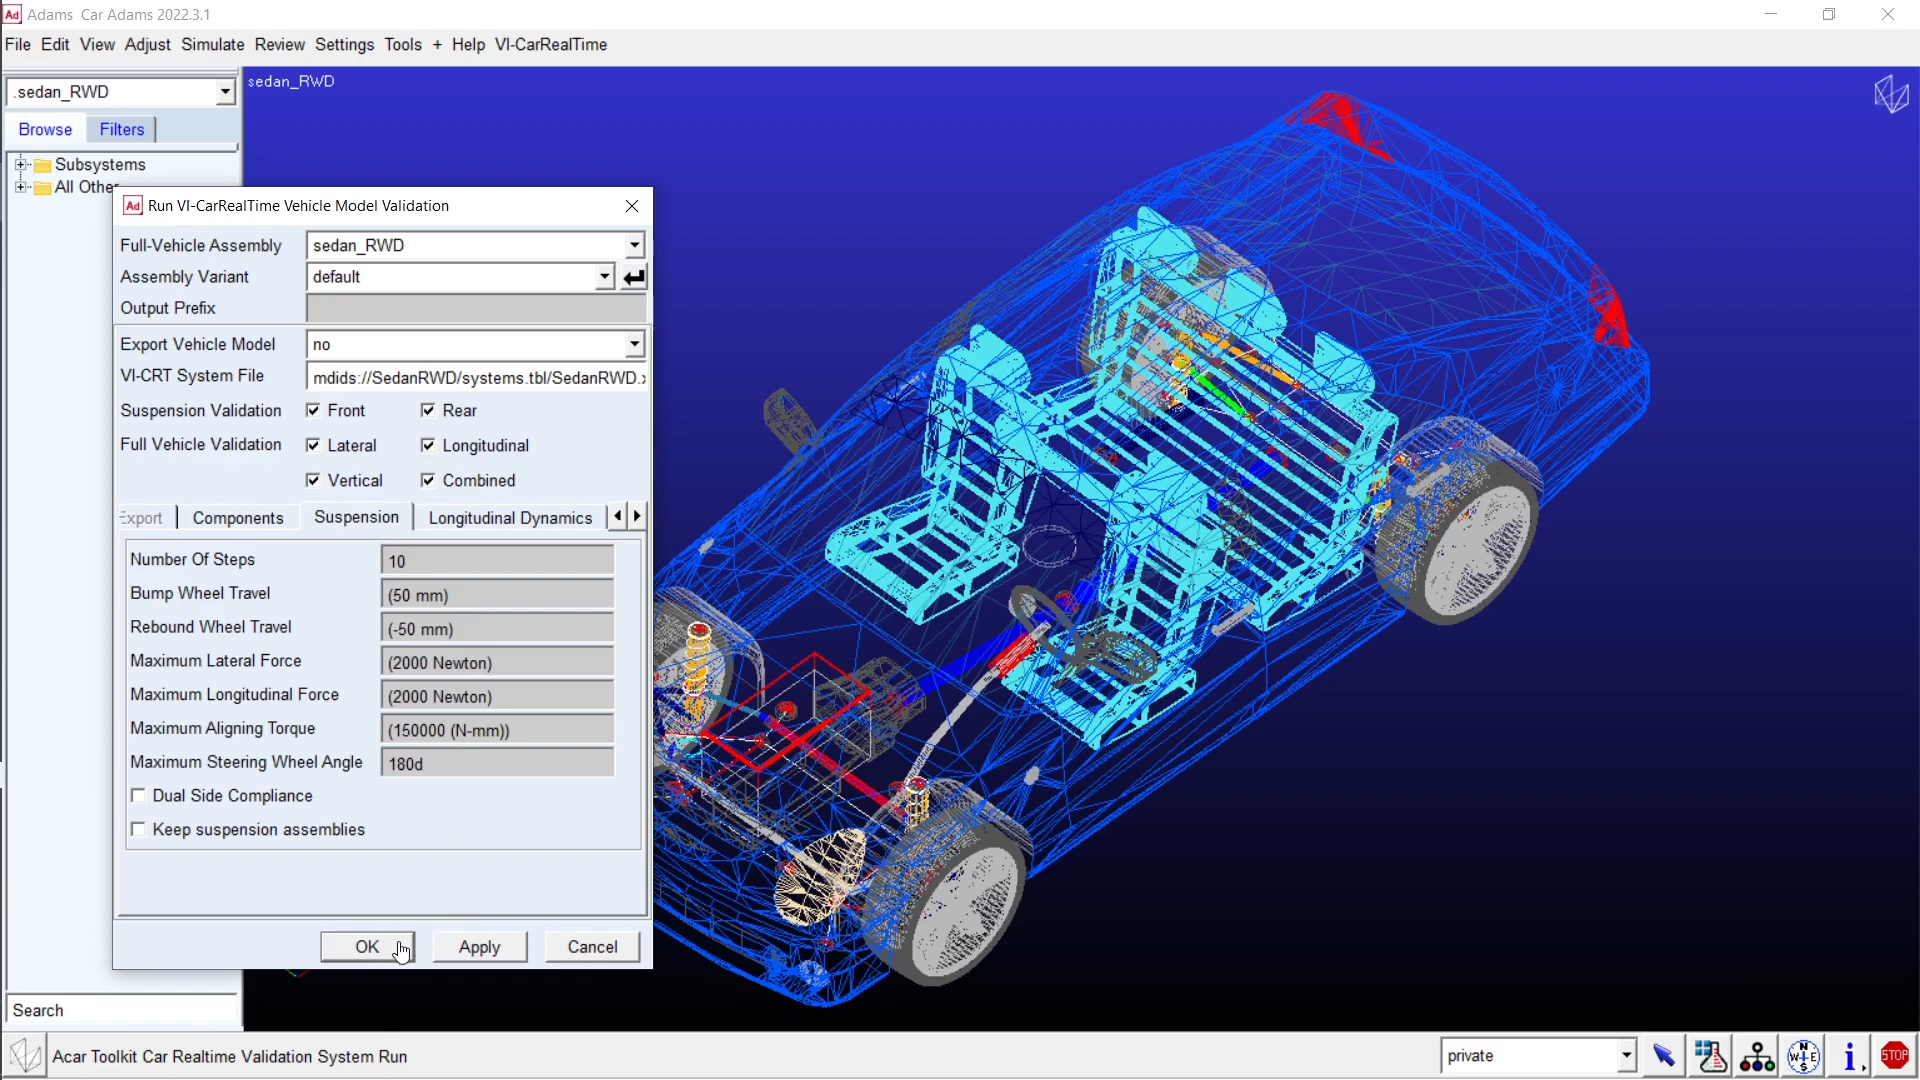 Ad Adams Car Adams 2022.3.1
File Edit View Adjust Simulate Review Settings Tools + Help VI-CarRealTime
.sedan_RWD
sedan_RWD
Browse Filters
Subsystems
All Other
Ad Run VI-CarRealTime Vehicle Model Validation
Full-Vehicle Assembly sedan_RWD
Assembly Variant default
Output Prefix
Export Vehicle Model no
VI-CRT System File mdids://SedanRWD/systems.tbl/SedanRWD.x
Suspension Validation Front Rear
Full Vehicle Validation Lateral Longitudinal
Vertical Combined
Export Components Suspension Longitudinal Dynamics
Number Of Steps 10
Bump Wheel Travel (50 mm)
Rebound Wheel Travel (-50 mm)
Maximum Lateral Force (2000 Newton)
Maximum Longitudinal Force (2000 Newton)
Maximum Aligning Torque (150000 (N-mm))
Maximum Steering Wheel Angle 180d
Dual Side Compliance
Keep suspension assemblies
OK Apply Cancel
Search
Acar Toolkit Car Realtime Validation System Run
private
N
W E
S
i
STOP